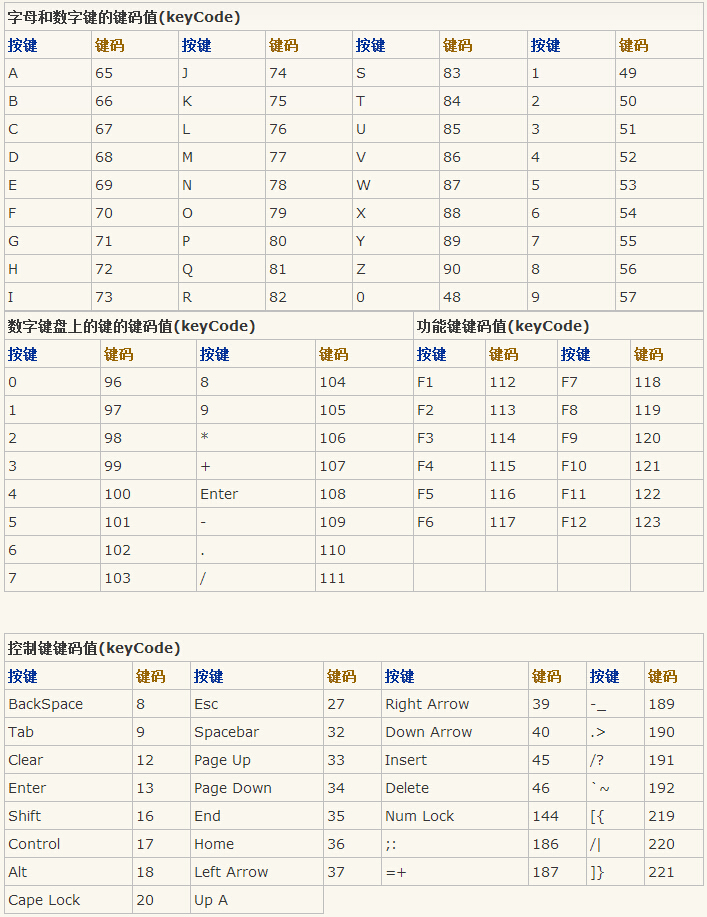 字母和数字键的键码值(keyCode)
按键 键码 按键 键码 按键 键码 按键 键码
A 65 J 74 S 83 1 49
B 66 K 75 T 84 2 50
C 67 L 76 U 85 3 51
D 68 M 77 V 86 4 52
E 69 N 78 W 87 5 53
F 70 O 79 X 88 6 54
G 71 P 80 Y 89 7 55
H 72 Q 81 Z 90 8 56
I 73 R 82 0 48 9 57
数字键盘上的键的键码值(keyCode) 功能键键码值(keyCode)
按键 键码 按键 键码 按键 键码 按键 键码
0 96 8 104 F1 112 F7 118
1 97 9 105 F2 113 F8 119
2 98 * 106 F3 114 F9 120
3 99 + 107 F4 115 F10 121
4 100 Enter 108 F5 116 F11 122
5 101 - 109 F6 117 F12 123
6 102 . 110
7 103 / 111
控制键键码值(keyCode)
按键 键码 按键 键码 按键 键码 按键 键码
BackSpace 8 Esc 27 Right Arrow 39 -_ 189
Tab 9 Spacebar 32 Down Arrow 40 .> 190
Clear 12 Page Up 33 Insert 45 /? 191
Enter 13 Page Down 34 Delete 46 `~ 192
Shift 16 End 35 Num Lock 144 [{ 219
Control 17 Home 36 ;: 186 /| 220
Alt 18 Left Arrow 37 =+ 187 ]} 221
Cape Lock 20 Up A